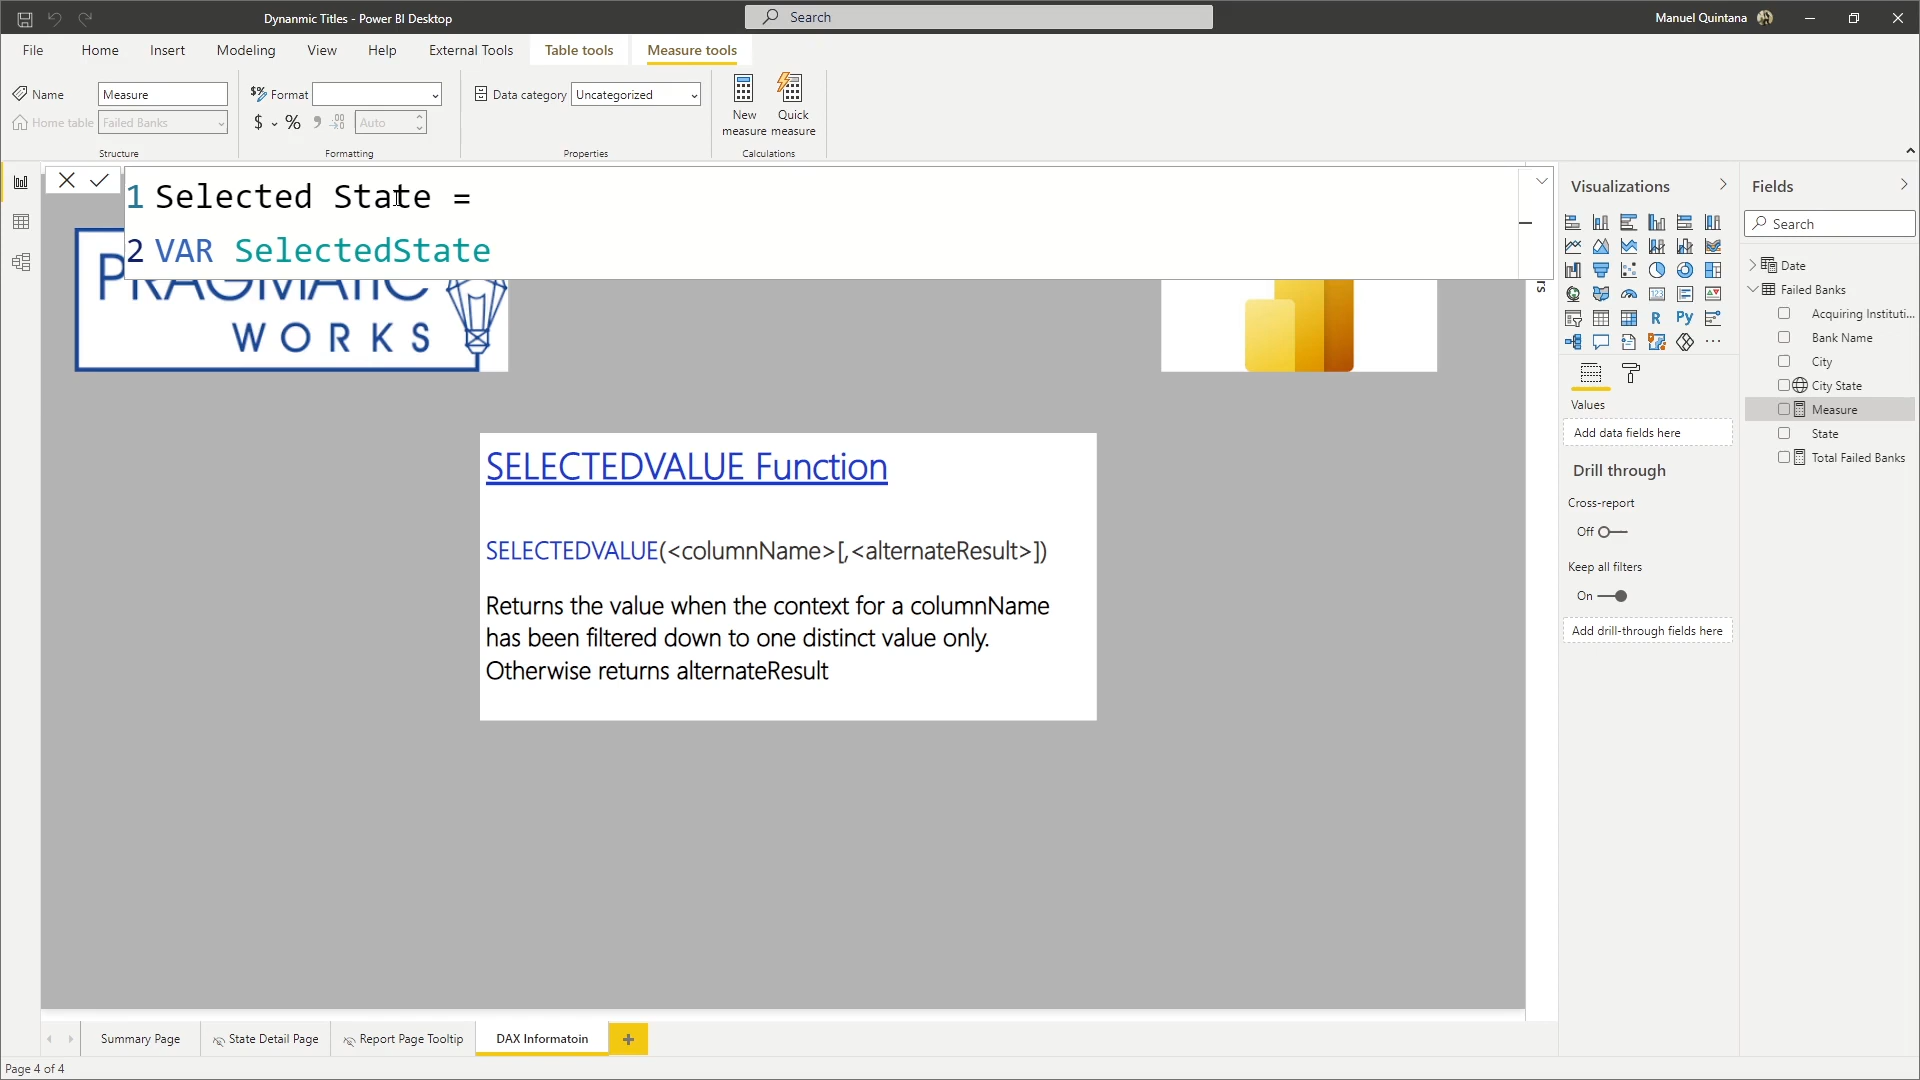 Dynanmic Titles - Power BI Desktop
Search
Manuel Quintana
File
Home
Insert
Modeling
View
Help
External Tools
Table tools
Measure tools
Name
Measure
Home table
Failed Banks
Structure
Format
$
%
Auto
Formatting
Data category
Uncategorized
Properties
New measure
Quick measure
Calculations
1 Selected State =
2 VAR SelectedState
PRAGMATIC
WORKS
rs
SELECTEDVALUE Function
SELECTEDVALUE(<columnName>[,<alternateResult>])
Returns the value when the context for a columnName
has been filtered down to one distinct value only.
Otherwise returns alternateResult
Visualizations
R
Py
123
Values
Add data fields here
Drill through
Cross-report
Off
Keep all filters
On
Add drill-through fields here
Fields
Search
Date
Failed Banks
Acquiring Instituti...
Bank Name
City
City State
Measure
State
Total Failed Banks
Summary Page
State Detail Page
Report Page Tooltip
DAX Informatoin
+
Page 4 of 4